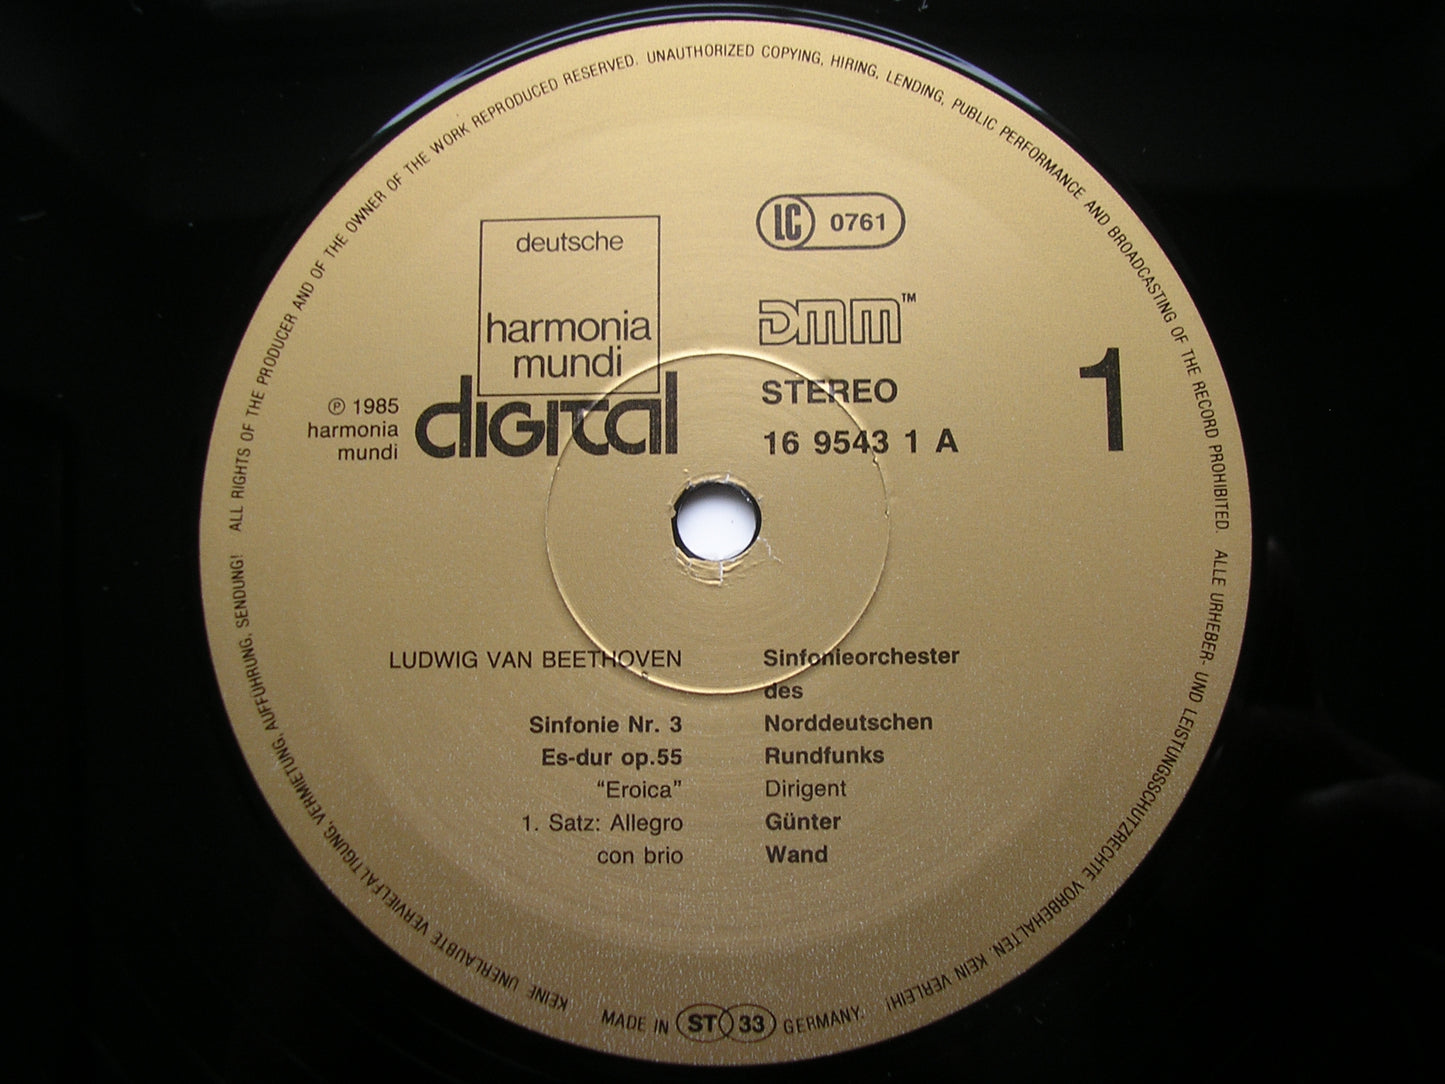 ALL RIGHTS OF THE PRODUCER AND OF THE OWNER OF THE WORK REPRODUCED RESERVED. UNAUTHORIZED COPYING, HIRING, LENDING, PUBLIC PERFORMANCE AND BROADCASTING OF THE RECORD PROHIBITED.
ALLE URHEBER- UND LEISTUNGSSCHUTZRECHTE VORBEHALTEN. KEIN VERLEIH!
KEINE UNERLAUBTE VERVIELFÄLTIGUNG, VERMIETUNG, AUFFÜHRUNG, SENDUNG!
deutsche
harmonia
mundi
digital
℗ 1985
harmonia
mundi
LC 0761
DMM™
STEREO
16 9543 1 A
1
LUDWIG VAN BEETHOVEN
Sinfonie Nr. 3
Es-dur op.55
"Eroica"
1. Satz: Allegro
con brio
Sinfonieorchester
des
Norddeutschen
Rundfunks
Dirigent
Günter
Wand
MADE IN ST 33 GERMANY.